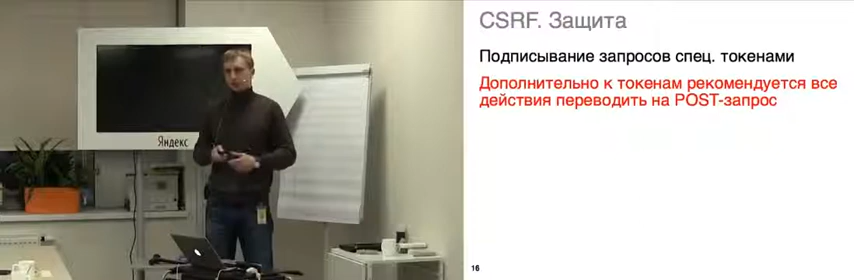 Яндекс
CSRF. Защита
Подписывание запросов спец. токенами
Дополнительно к токенам рекомендуется все
действия переводить на POST-запрос
16